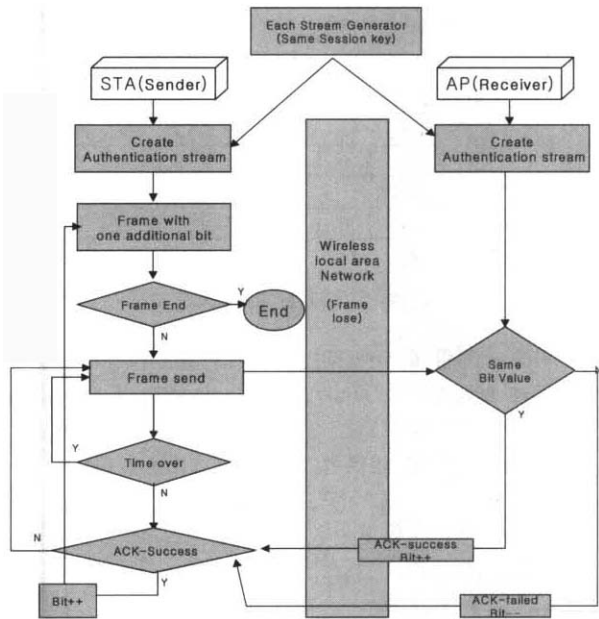 Each Stream Generator
(Same Session key)
STA(Sender)
AP(Receiver)
Create
Authentication stream
Create
Authentication stream
Frame with
one additional bit
Wireless
local area
Network
(Frame
lose)
Frame End
Y
End
N
Frame send
Same
Bit Value
Y
Y
Time over
N
N
ACK-Success
ACK-success
Bit++
Y
Bit++
ACK-failed
Bit--